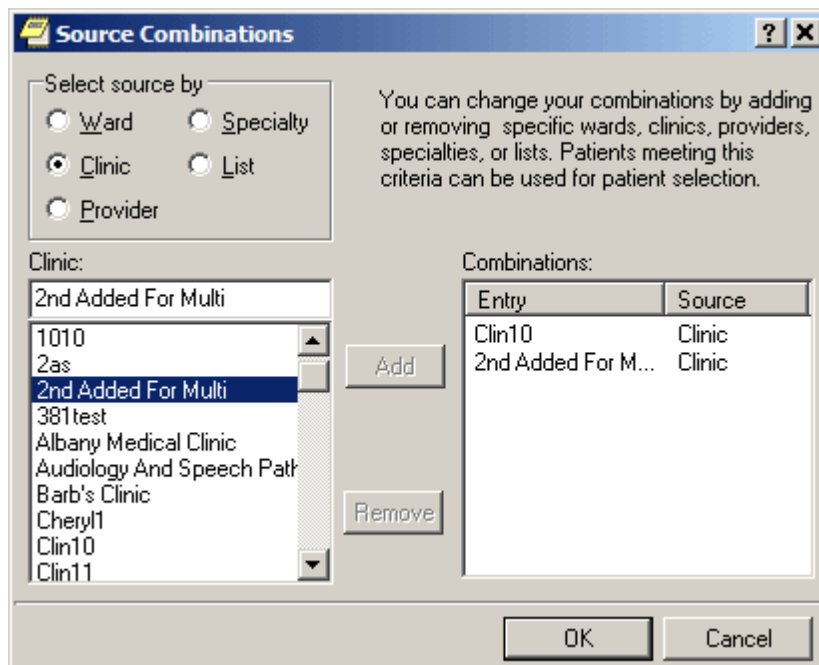 Source Combinations
Select source by
Ward
Specialty
Clinic
List
Provider
You can change your combinations by adding
or removing specific wards, clinics, providers,
specialties, or lists. Patients meeting this
criteria can be used for patient selection.
Clinic:
2nd Added For Multi
1010
2as
2nd Added For Multi
381test
Albany Medical Clinic
Audiology And Speech Path
Barb's Clinic
Cheryl1
Clin10
Clin11
Add
Remove
Combinations:
Entry Source
Clin10 Clinic
2nd Added For M... Clinic
OK
Cancel